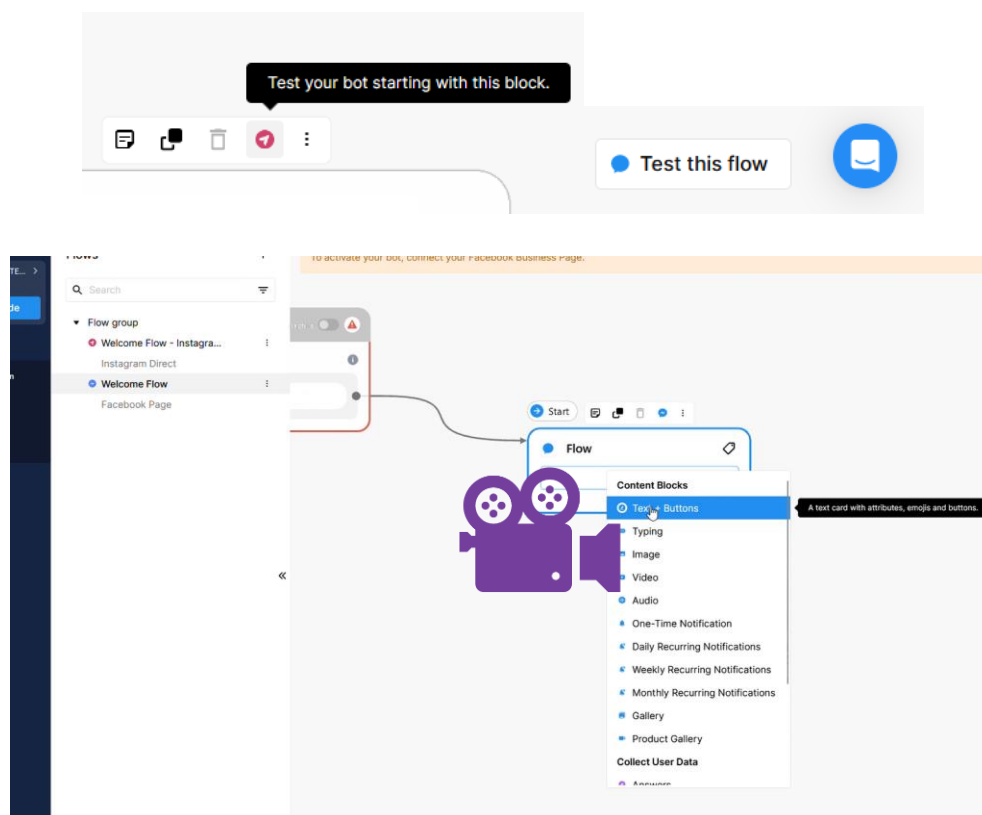 Test your bot starting with this block.
Test this flow
Flows
To activate your bot, connect your Facebook Business Page.
TE...
Search
Flow group
Welcome Flow - Instagra...
Instagram Direct
Welcome Flow
Facebook Page
Start
Flow
Content Blocks
Text + Buttons
A text card with attributes, emojis and buttons.
Typing
Image
Video
Audio
One-Time Notification
Daily Recurring Notifications
Weekly Recurring Notifications
Monthly Recurring Notifications
Gallery
Product Gallery
Collect User Data
Answers